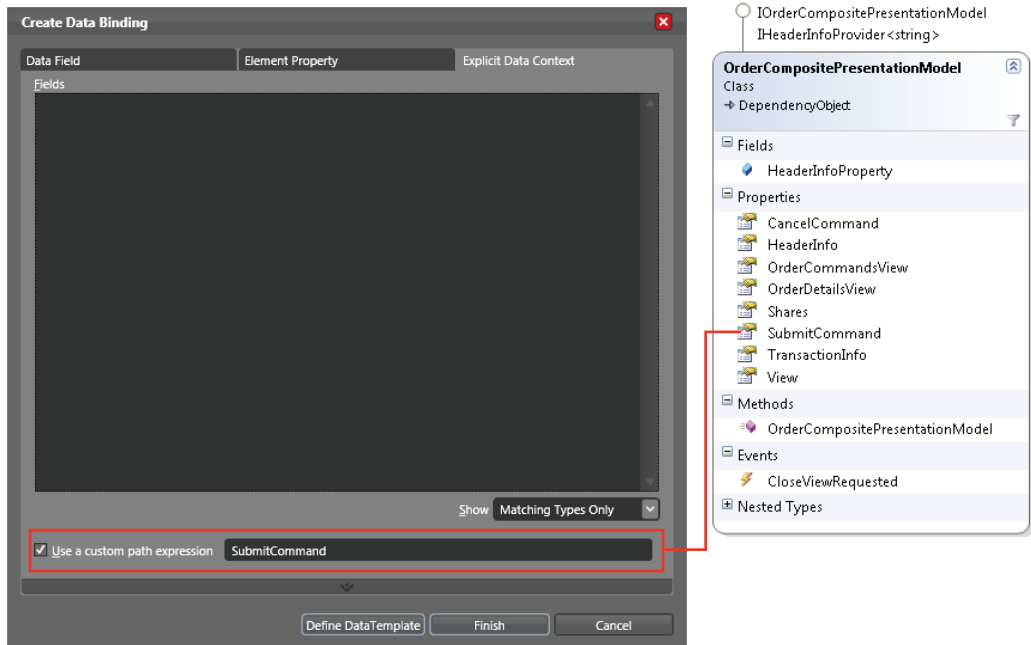 Create Data Binding
Data Field
Element Property
Explicit Data Context
Fields
Show Matching Types Only
Use a custom path expression SubmitCommand
Define DataTemplate
Finish
Cancel
IOrderCompositePresentationModel
IHeaderInfoProvider<string>
OrderCompositePresentationModel
Class
DependencyObject
Fields
HeaderInfoProperty
Properties
CancelCommand
HeaderInfo
OrderCommandsView
OrderDetailsView
Shares
SubmitCommand
TransactionInfo
View
Methods
OrderCompositePresentationModel
Events
CloseViewRequested
Nested Types